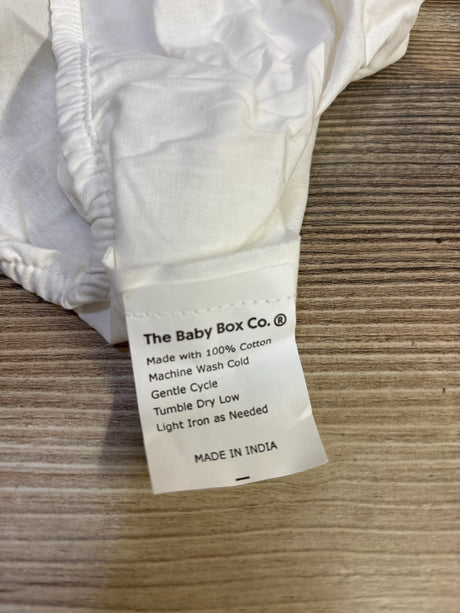 The Baby Box Co.®
Made with 100% Cotton
Machine Wash Cold
Gentle Cycle
Tumble Dry Low
Light Iron as Needed
MADE IN INDIA